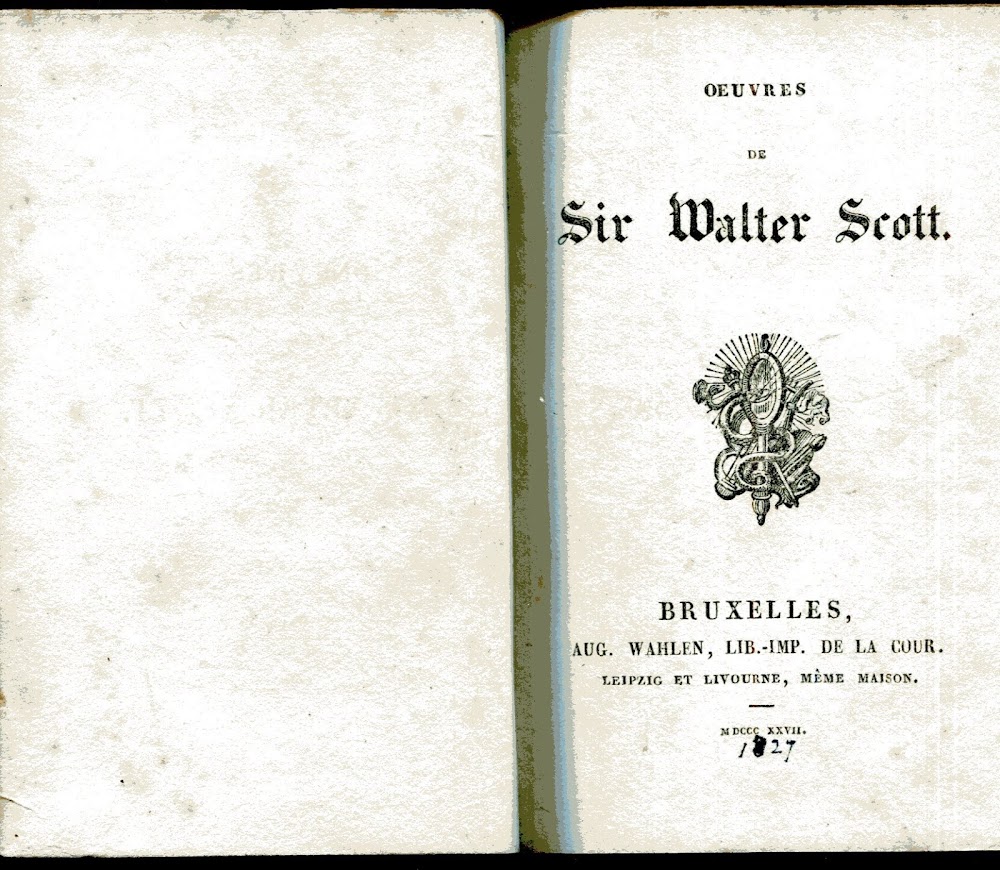 OEUVRES
DE
Sir Walter Scott.
BRUXELLES,
AUG. WAHLEN, LIB.-IMP. DE LA COUR.
LEIPZIG ET LIVOURNE, MÊME MAISON.
MDCCC XXVII.
1827